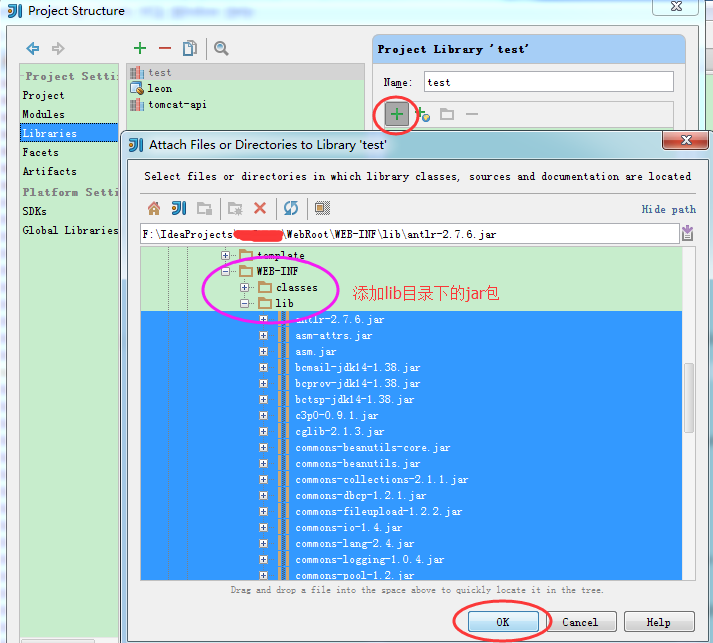 Project Structure
Project Setti
Project
Modules
Libraries
Facets
Artifacts
Platform Setti
SDKs
Global Libraries
test
leon
tomcat-api
Project Library 'test'
Name: test
Attach Files or Directories to Library 'test'
Select files or directories in which library classes, sources and documentation are located
Hide path
F:\IdeaProjects\ \WebRoot\WEB-INF\lib\antlr-2.7.6.jar
template
WEB-INF
classes
lib
添加lib目录下的jar包
antlr-2.7.6.jar
asm-attrs.jar
asm.jar
bcmail-jdk14-1.38.jar
bcprov-jdk14-1.38.jar
bctsp-jdk14-1.38.jar
c3p0-0.9.1.jar
cglib-2.1.3.jar
commons-beanutils-core.jar
commons-beanutils.jar
commons-collections-2.1.1.jar
commons-dbcp-1.2.1.jar
commons-fileupload-1.2.2.jar
commons-io-1.4.jar
commons-lang-2.4.jar
commons-logging-1.0.4.jar
commons-pool-1.2.jar
Drag and drop a file into the space above to quickly locate it in the tree.
OK
Cancel
Help